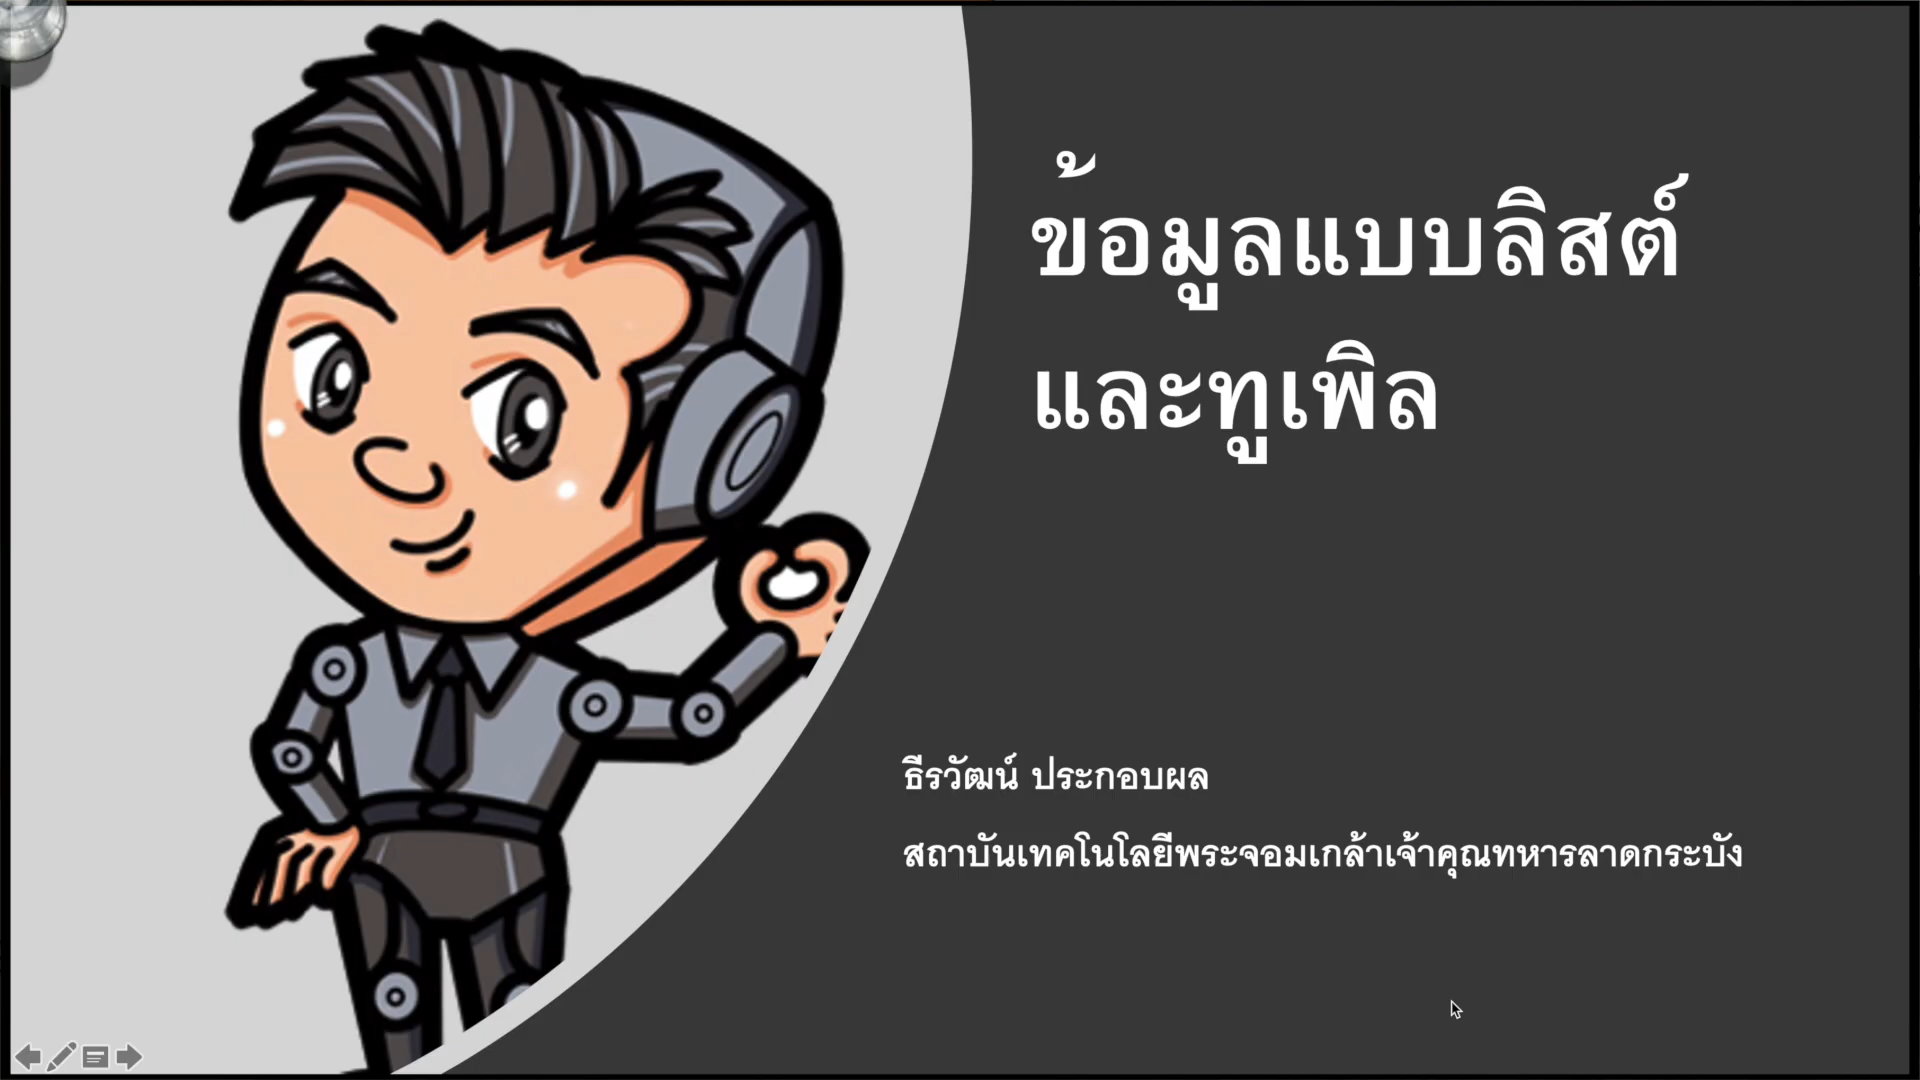 ข้อมูลแบบลิสต์
และทูเพิล
ธีรวัฒน์ ประกอบผล
สถาบันเทคโนโลยีพระจอมเกล้าเจ้าคุณทหารลาดกระบัง